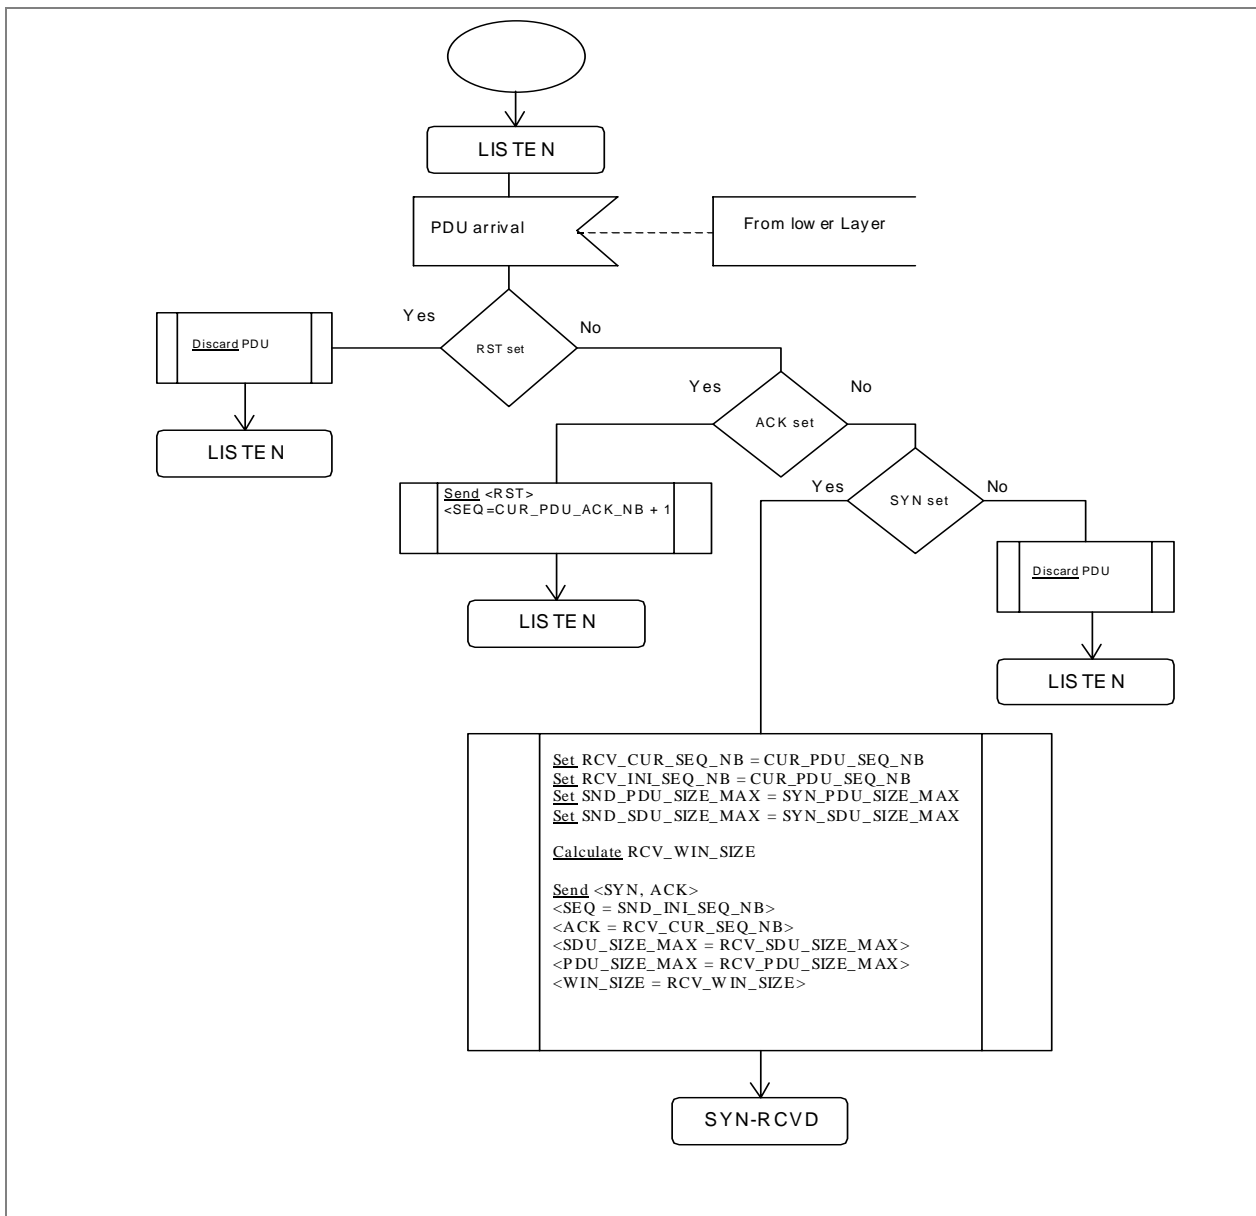 LISTEN
PDU arrival
From lower Layer
Yes
No
RST set
Discard PDU
LISTEN
Yes
No
ACK set
Send <RST>
<SEQ=CUR_PDU_ACK_NB + 1
LISTEN
Yes
No
SYN set
Discard PDU
LISTEN
Set RCV_CUR_SEQ_NB = CUR_PDU_SEQ_NB
Set RCV_INI_SEQ_NB = CUR_PDU_SEQ_NB
Set SND_PDU_SIZE_MAX = SYN_PDU_SIZE_MAX
Set SND_SDU_SIZE_MAX = SYN_SDU_SIZE_MAX
Calculate RCV_WIN_SIZE
Send <SYN, ACK>
<SEQ = SND_INI_SEQ_NB>
<ACK = RCV_CUR_SEQ_NB>
<SDU_SIZE_MAX = RCV_SDU_SIZE_MAX>
<PDU_SIZE_MAX = RCV_PDU_SIZE_MAX>
<WIN_SIZE = RCV_WIN_SIZE>
SYN-RCVD